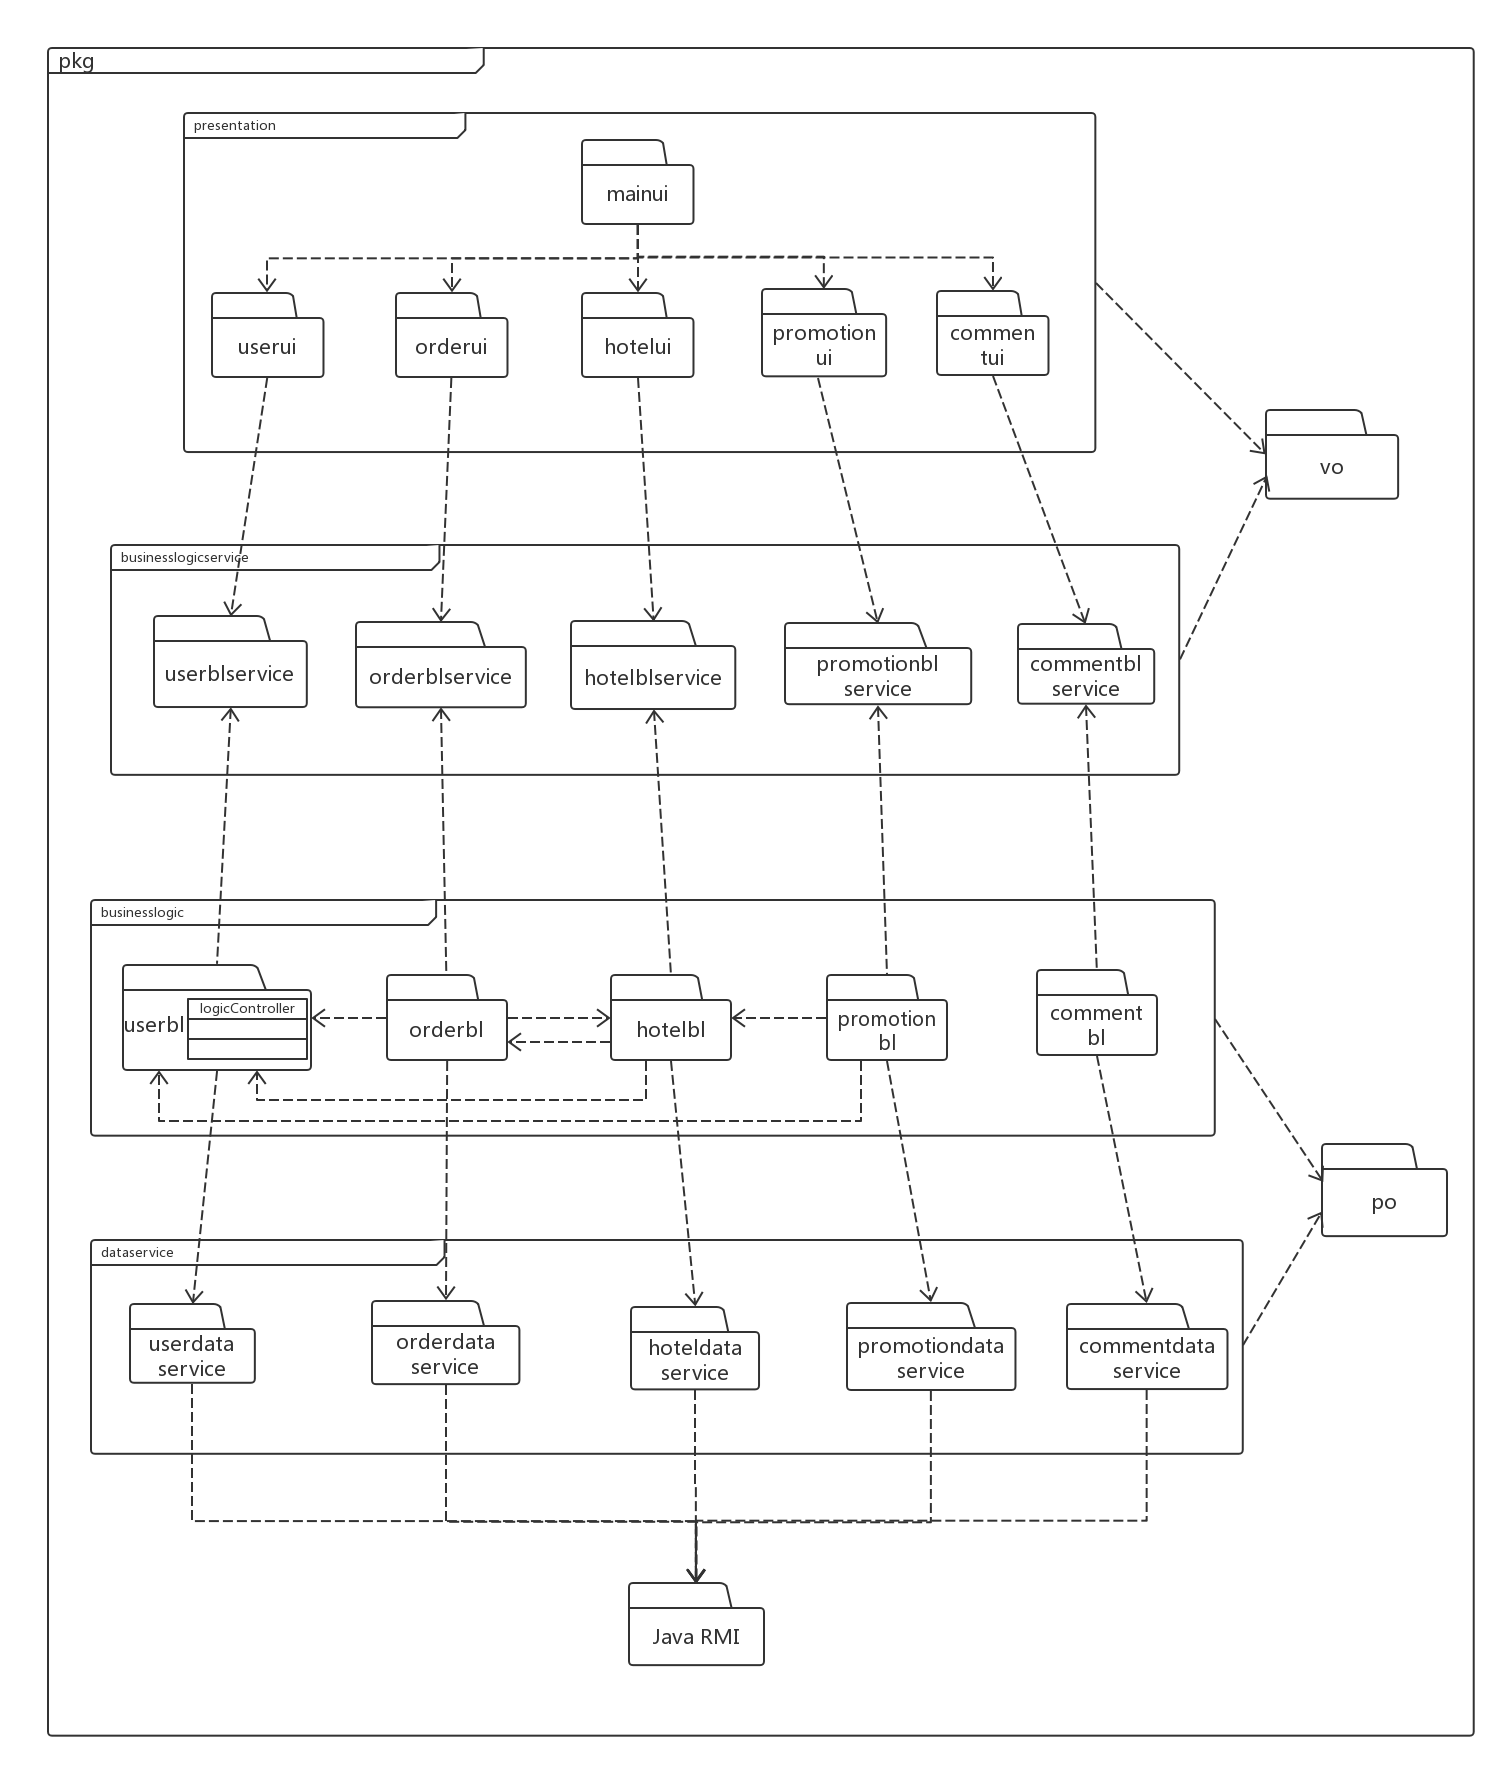 pkg
presentation
mainui
userui
orderui
hotelui
promotion
ui
commen
tui
vo
businesslogicservice
userblservice
orderblservice
hotelblservice
promotionbl
service
commentbl
service
businesslogic
userbl
logicController
orderbl
hotelbl
promotion
bl
comment
bl
po
dataservice
userdata
service
orderdata
service
hoteldata
service
promotiondata
service
commentdata
service
Java RMI